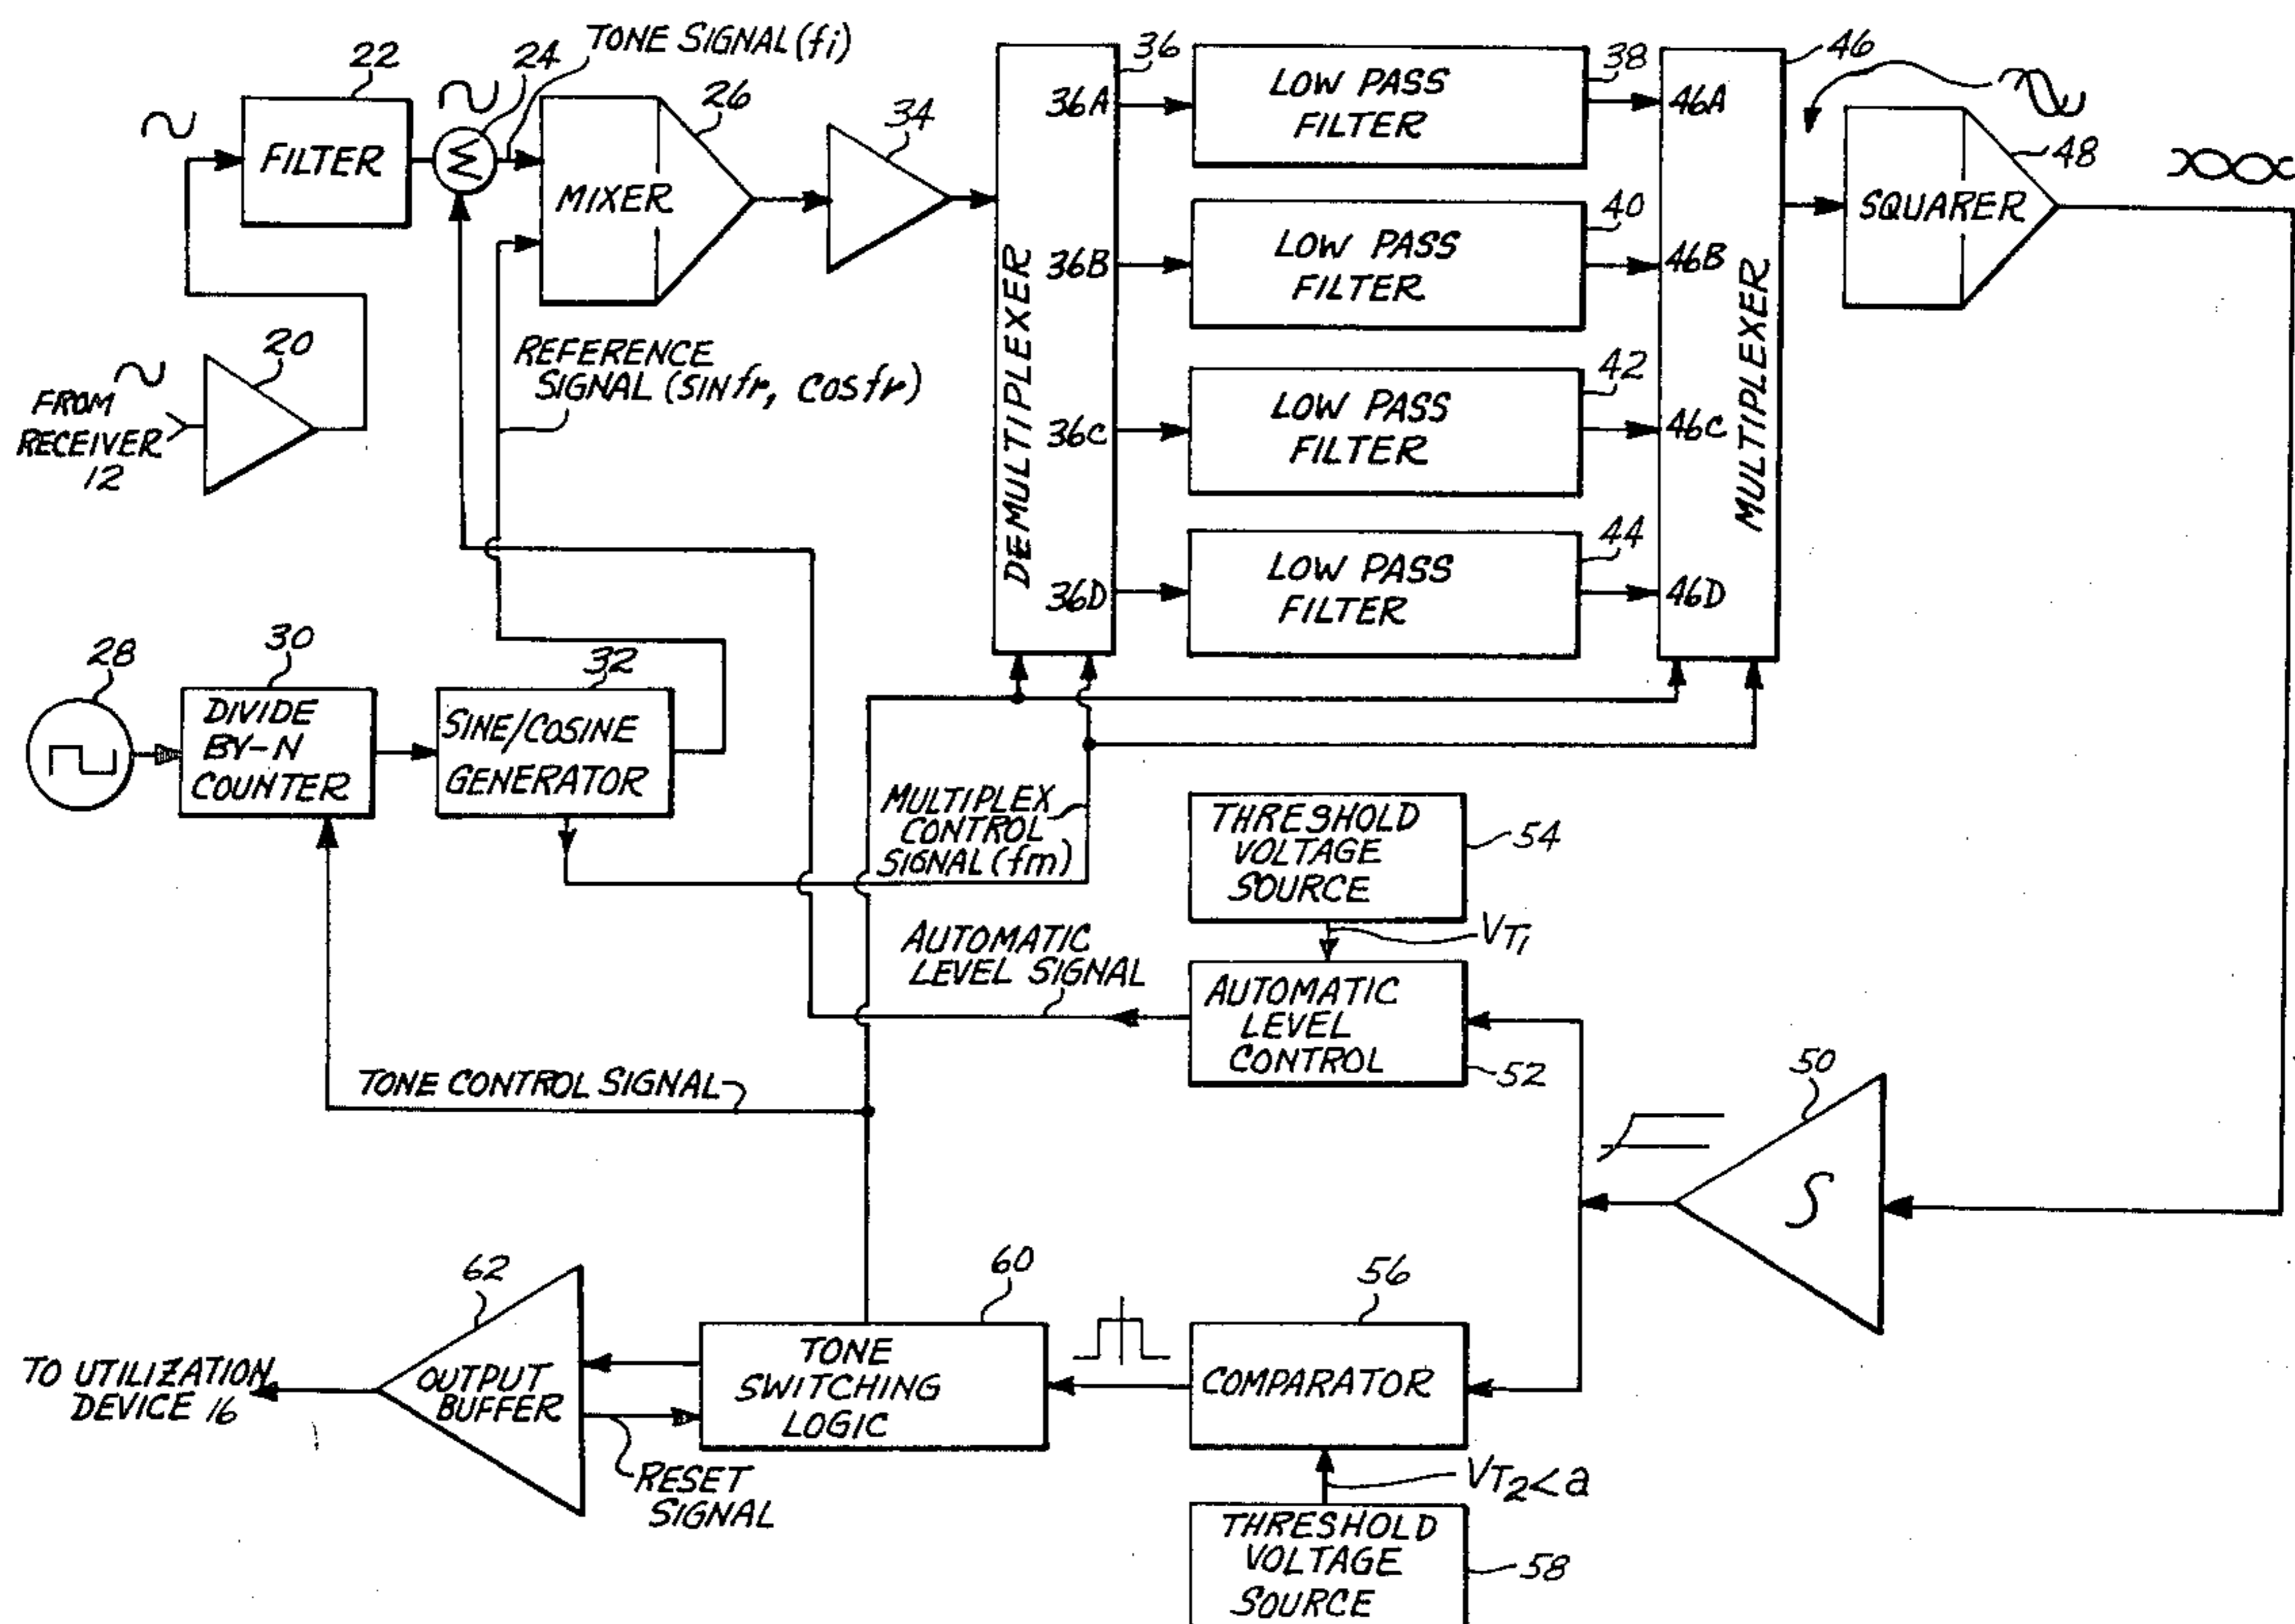 TONE SIGNAL (fi)
22
24
FILTER
Σ
MIXER
26
34
36
DEMULTIPLEXER
36A
36B
36C
36D
LOW PASS
FILTER
38
LOW PASS
FILTER
40
LOW PASS
FILTER
42
LOW PASS
FILTER
44
46
46A
46B
46C
46D
MULTIPLEXER
SQUARER
48
FROM
RECEIVER
12
20
REFERENCE
SIGNAL (SIN fr, COS fr)
28
30
DIVIDE
BY-N
COUNTER
32
SINE/COSINE
GENERATOR
MULTIPLEX
CONTROL
SIGNAL (fm)
THRESHOLD
VOLTAGE
SOURCE
54
VT1
AUTOMATIC
LEVEL SIGNAL
AUTOMATIC
LEVEL
CONTROL
52
TONE CONTROL SIGNAL
50
∫
62
OUTPUT
BUFFER
TO UTILIZATION
DEVICE 16
RESET
SIGNAL
60
TONE
SWITCHING
LOGIC
56
COMPARATOR
VT2<a
THRESHOLD
VOLTAGE
SOURCE
58